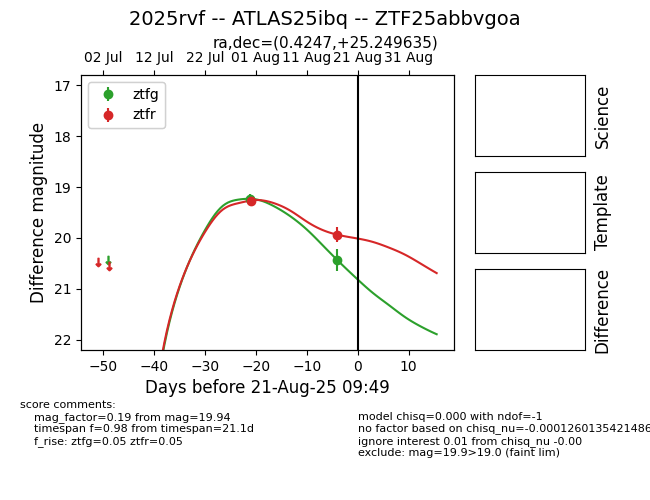 2025rvf -- ATLAS25ibq -- ZTF25abbvgoa
ra,dec=(0.4247,+25.249635)
02 Jul 12 Jul 22 Jul 01 Aug 11 Aug 21 Aug 31 Aug
ztfg
ztfr
17
18
19
20
21
22
Difference magnitude
−50 −40 −30 −20 −10 0 10
Days before 21-Aug-25 09:49
Science
Template
Difference
score comments:
mag_factor=0.19 from mag=19.94
timespan f=0.98 from timespan=21.1d
f_rise: ztfg=0.05 ztfr=0.05
model chisq=0.000 with ndof=-1
no factor based on chisq_nu=-0.0001260135421486
ignore interest 0.01 from chisq_nu -0.00
exclude: mag=19.9>19.0 (faint lim)